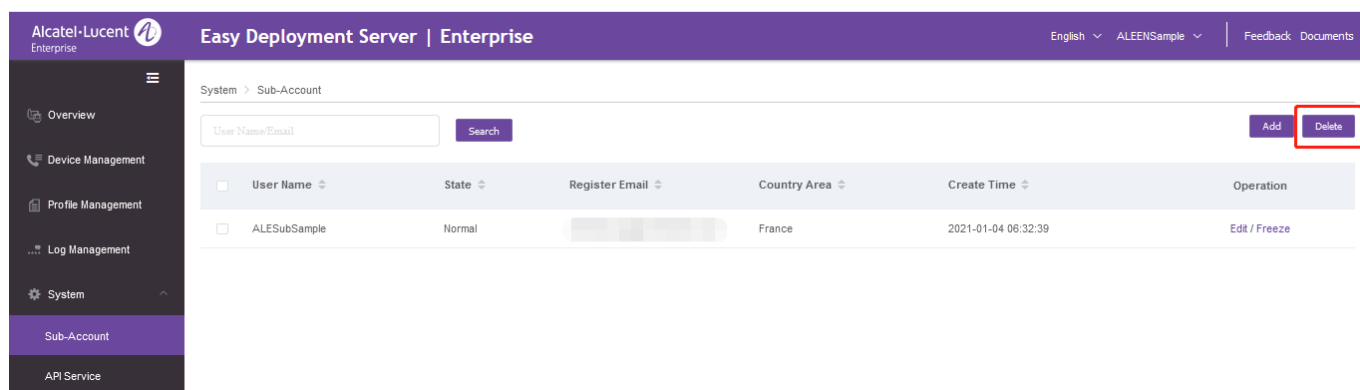 Alcatel·Lucent
Enterprise
Easy Deployment Server | Enterprise
English
ALEENSample
Feedback Documents
System > Sub-Account
Overview
User Name/Email
Search
Add
Delete
Device Management
User Name
State
Register Email
Country Area
Create Time
Operation
Profile Management
ALESubSample
Normal
France
2021-01-04 06:32:39
Edit / Freeze
Log Management
System
Sub-Account
API Service